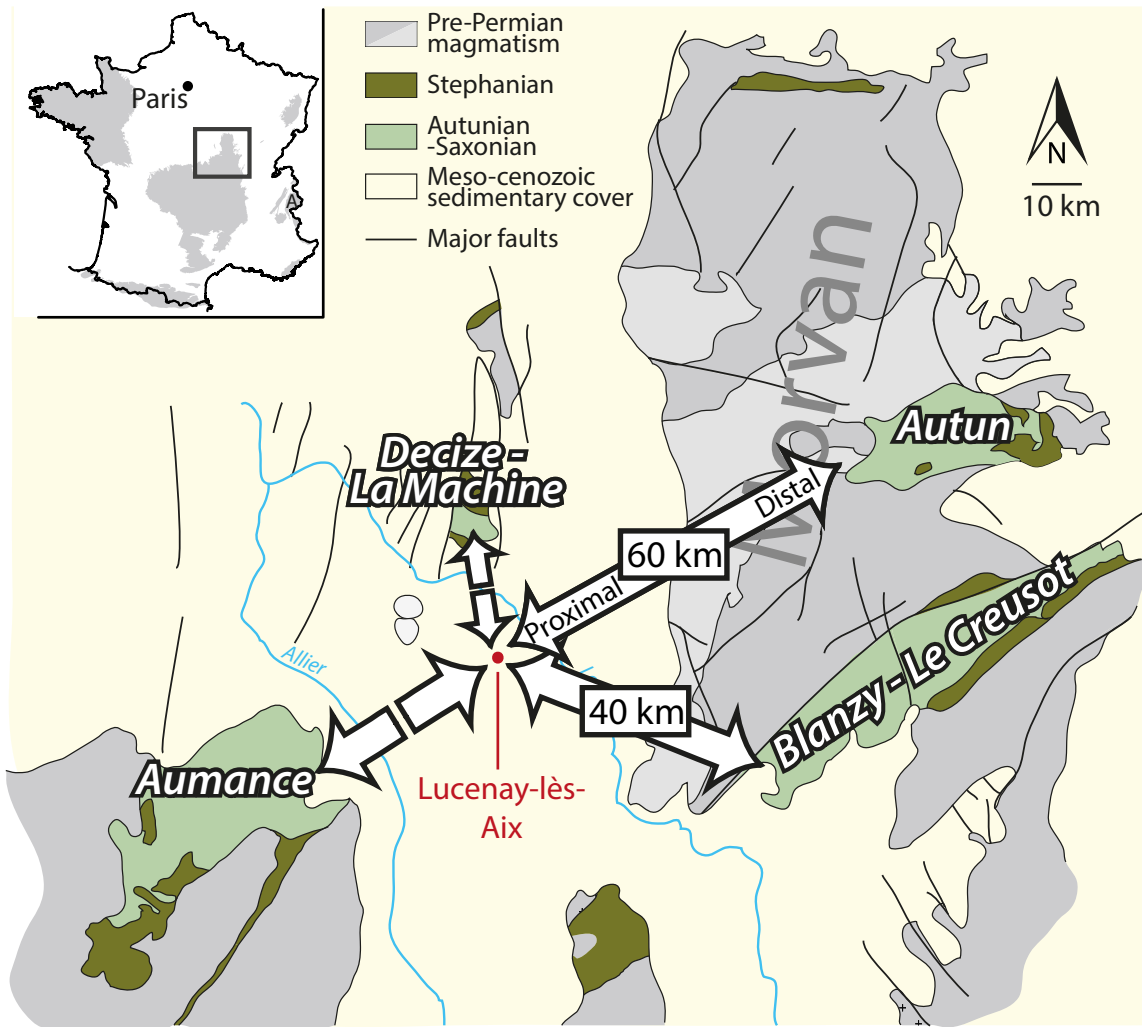 Paris
A
Pre-Permian
magmatism
Stephanian
Autunian
-Saxonian
Meso-cenozoic
sedimentary cover
Major faults
N
10 km
Morvan
Autun
Decize -
La Machine
Distal
60 km
Proximal
Allier
40 km
Blanzy - Le Creusot
Aumance
Lucenay-lès-
Aix